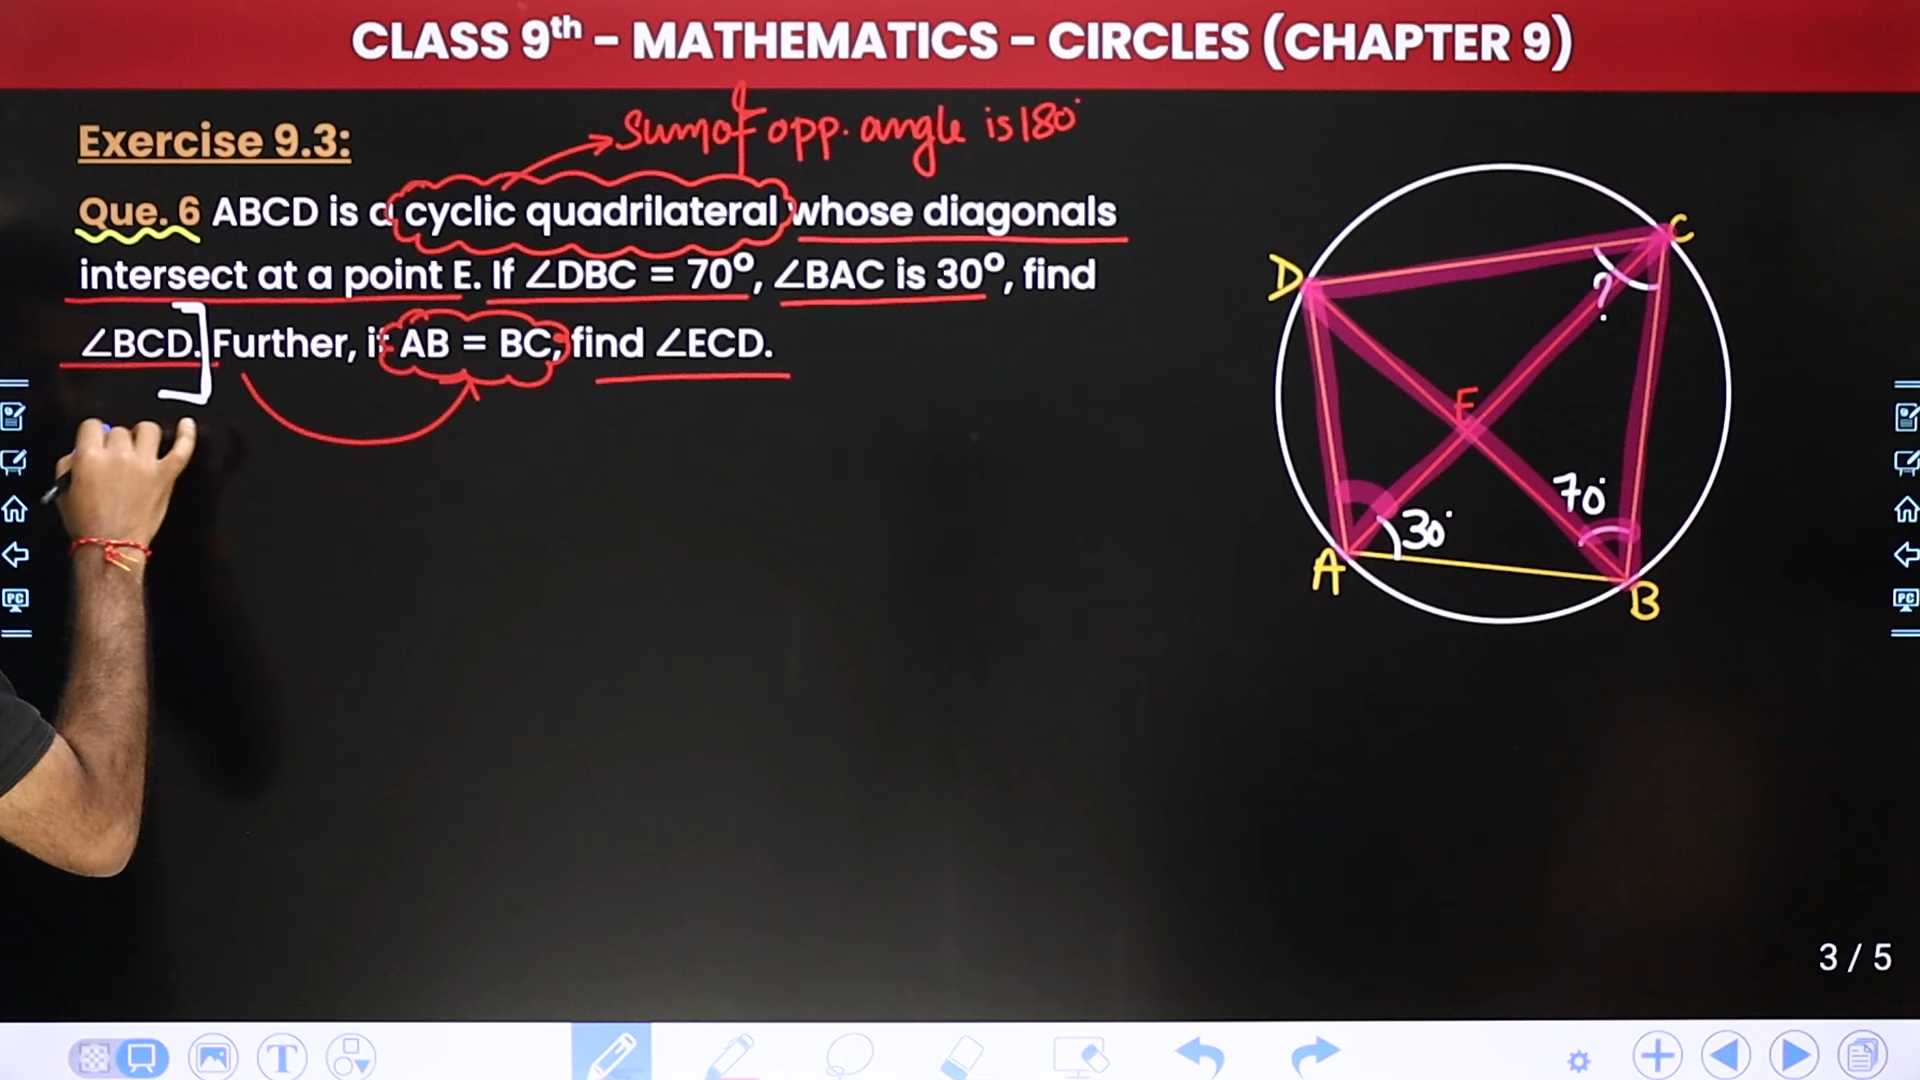 CLASS 9th - MATHEMATICS - CIRCLES (CHAPTER 9)
Exercise 9.3:
Sum of opp. angle is 180°
Que. 6 ABCD is a cyclic quadrilateral whose diagonals
intersect at a point E. If ∠DBC = 70°, ∠BAC is 30°, find
∠BCD. Further, if AB = BC, find ∠ECD.
C
D
?
E
70°
30°
A
B
PC
PC
3 / 5
T